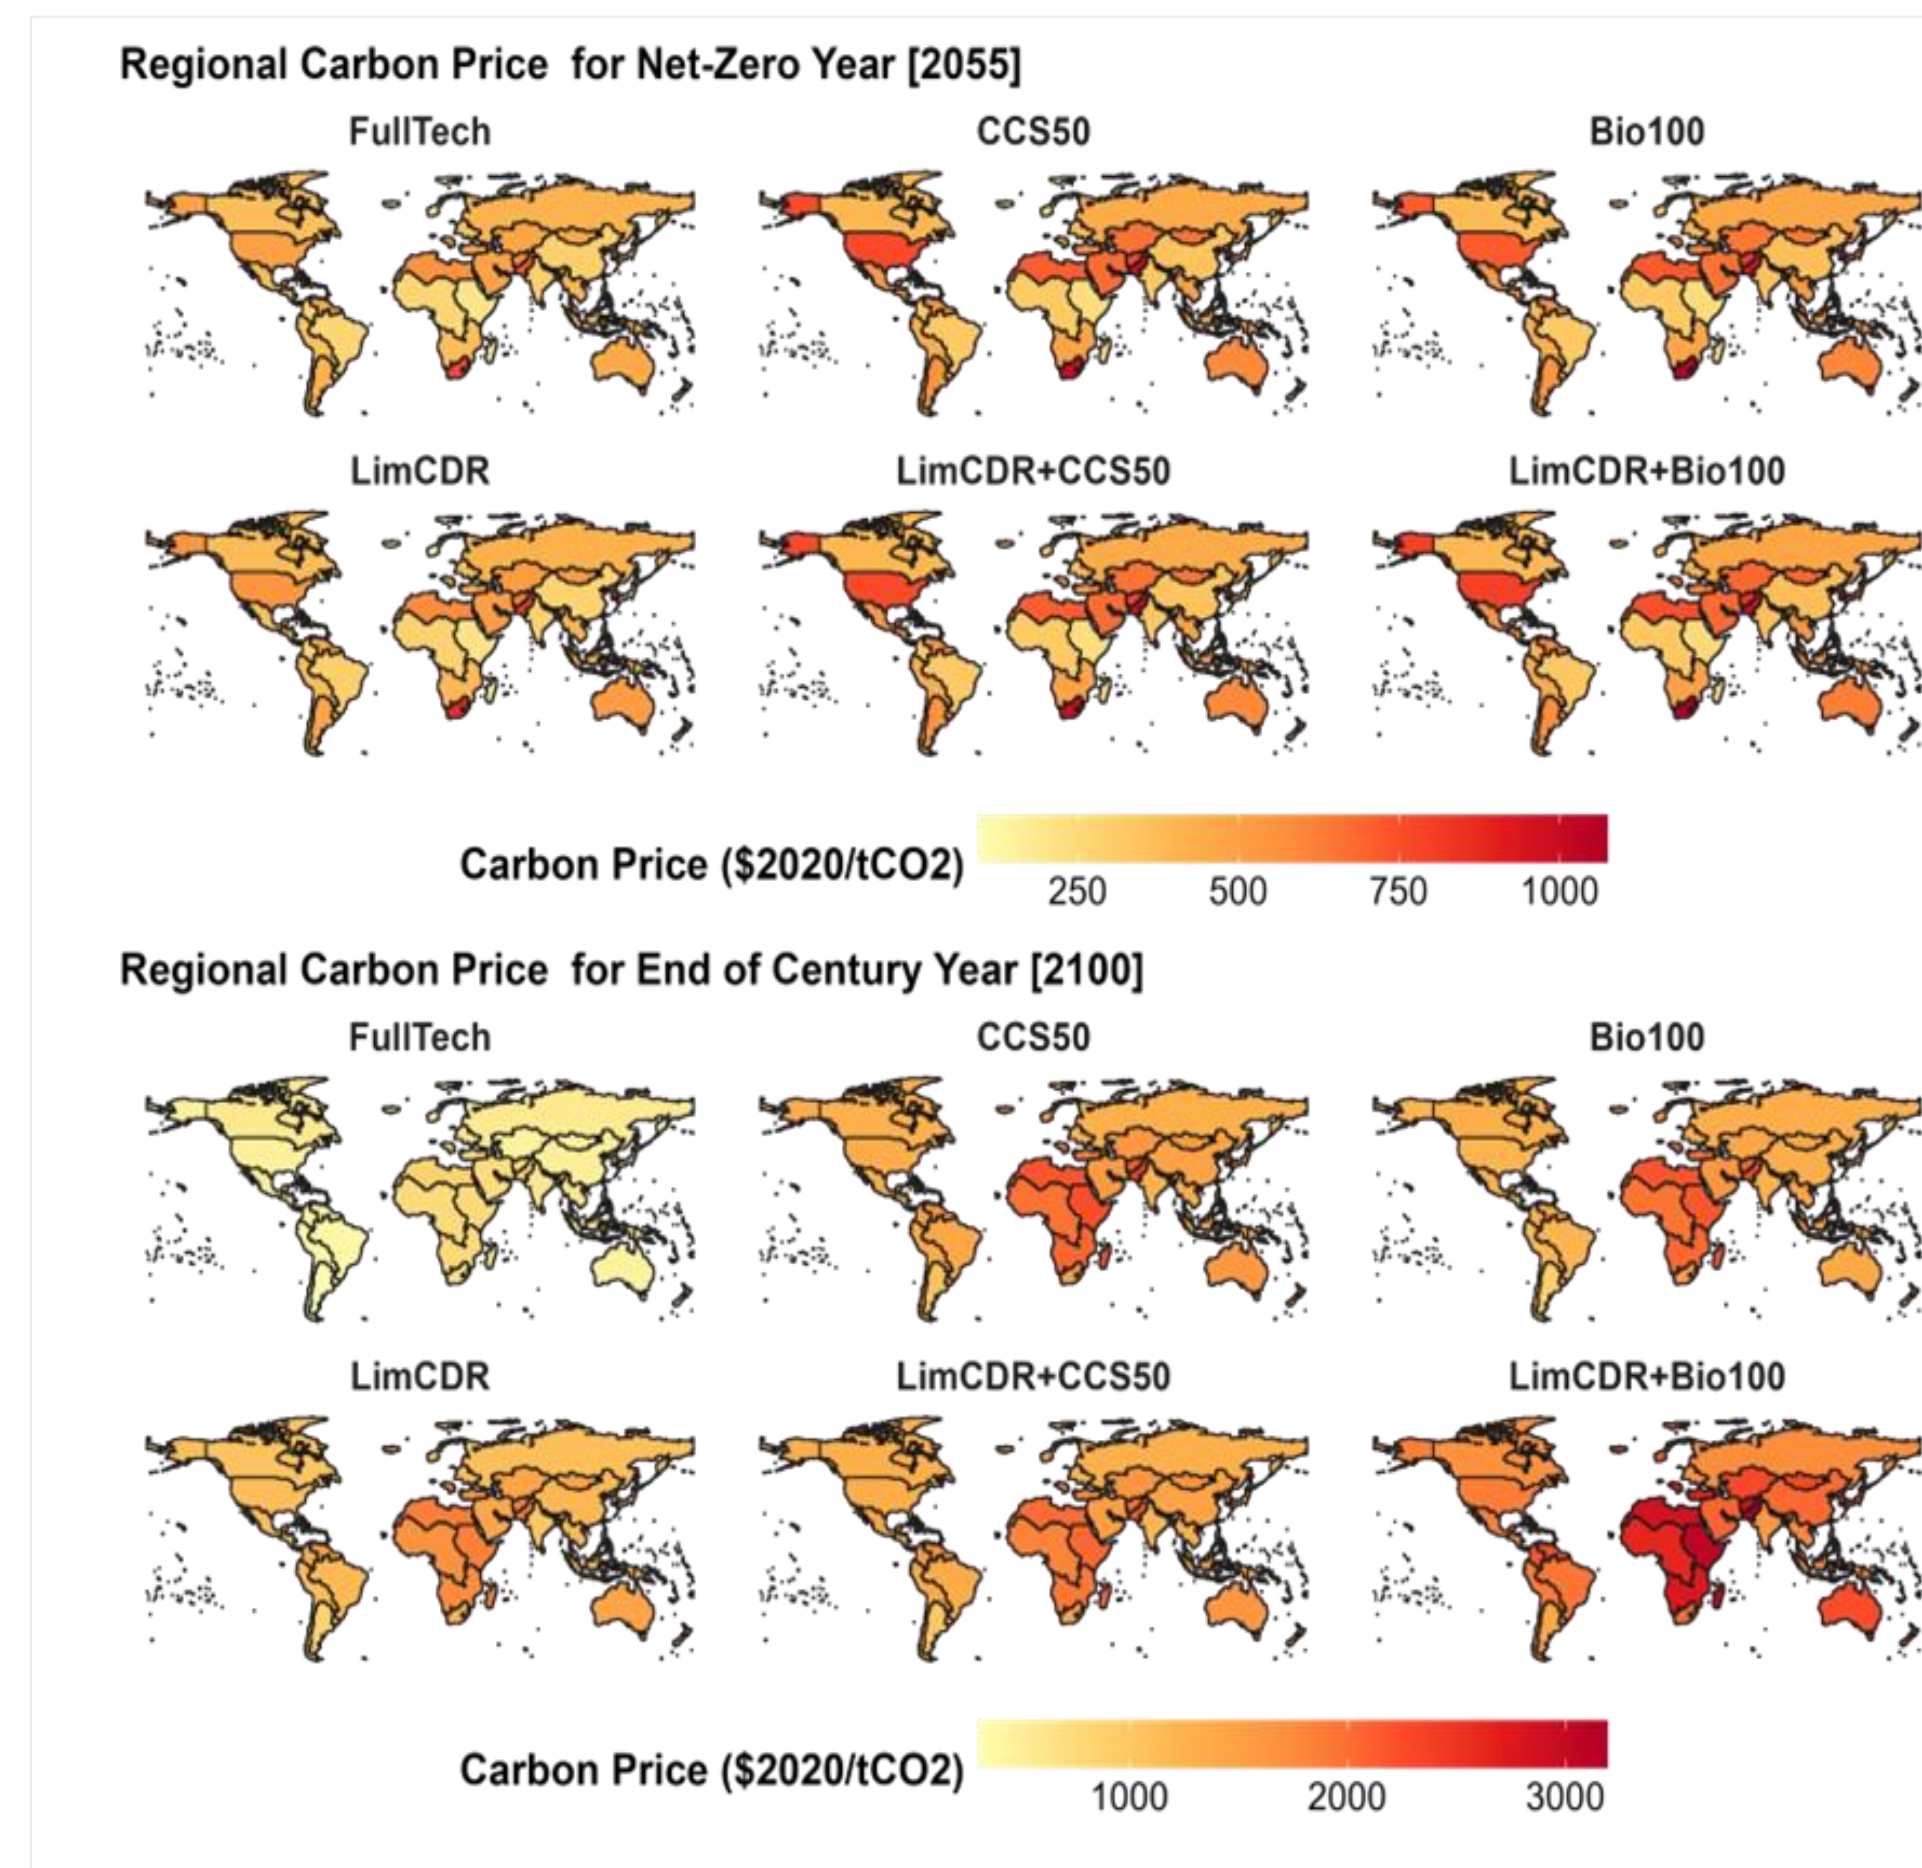 Regional Carbon Price  for Net-Zero Year [2055]
FullTech
CCS50
Bio100
LimCDR
LimCDR+CCS50
LimCDR+Bio100
Carbon Price ($2020/tCO2)
250
500
750
1000
Regional Carbon Price  for End of Century Year [2100]
FullTech
CCS50
Bio100
LimCDR
LimCDR+CCS50
LimCDR+Bio100
Carbon Price ($2020/tCO2)
1000
2000
3000